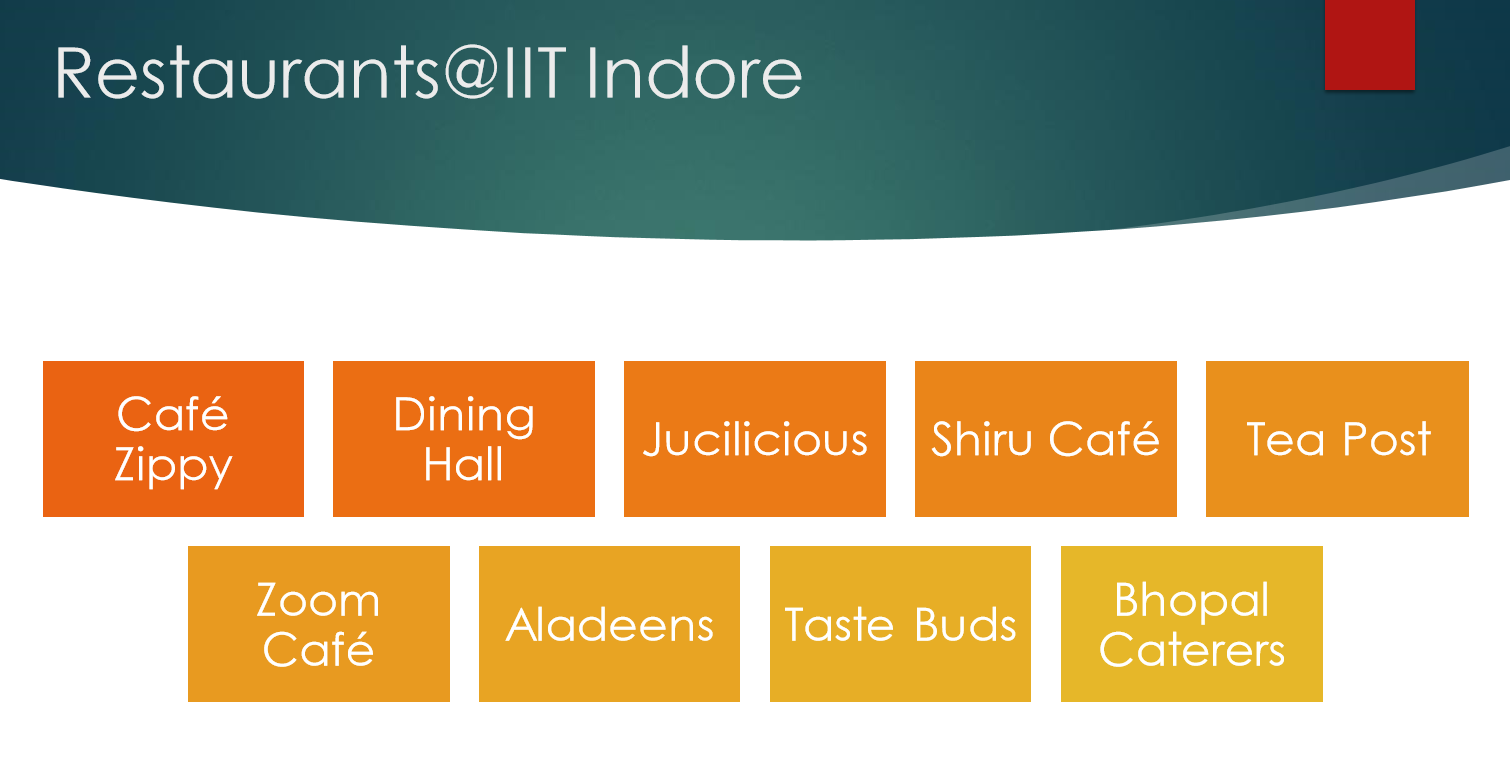 Restaurants@IIT Indore
Café
Zippy
Dining
Hall
Jucilicious
Shiru Café
Tea Post
Zoom
Café
Aladeens
Taste Buds
Bhopal
Caterers